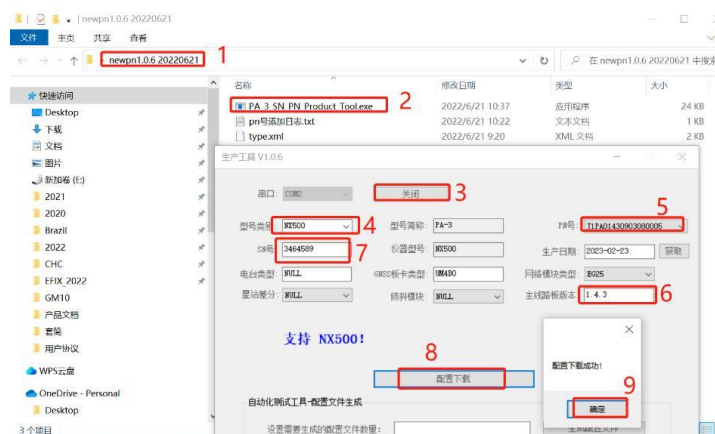 newpn1.0.6 20220621
文件 主页 共享 查看
newpn1.0.6 20220621 1 在 newpn1.0.6 20220621 中搜索
名称 修改日期 类型 大小
快速访问
PA_3_SN_PN_Product_Tool.exe 2 2022/6/21 10:37 应用程序 24 KB
Desktop
pn号添加日志.txt 2022/6/21 10:22 文本文档 1 KB
下载
type.xml 2022/6/21 9:20 XML 文档 2 KB
文档
图片
新加卷 (E:)
2021
2020
Brazil
2022
CHC
EFIX_2022
GM10
产品文档
套筒
用户协议
WPS云盘
OneDrive - Personal
Desktop
3 个项目
生产工具 V1.0.6
串口: COM2 关闭 3
5
型号类别: NX500 4 型号简称: PA-3 PN号: T1PA01430903080005
SN号: 3464589 7 仪器型号: NX500 生产日期: 2023-02-23 获取
电台类型: NULL GNSS板卡类型: UM4B0 网络模块类型: EG25
星站差分: NULL 倾斜模块: NULL 主线路板版本: 1.4.3 6
支持 NX500!
8
配置下载
配置下载成功!
9
确定
自动化测试工具-配置文件生成
设置需要生成的配置文件数量: 生成配置文件